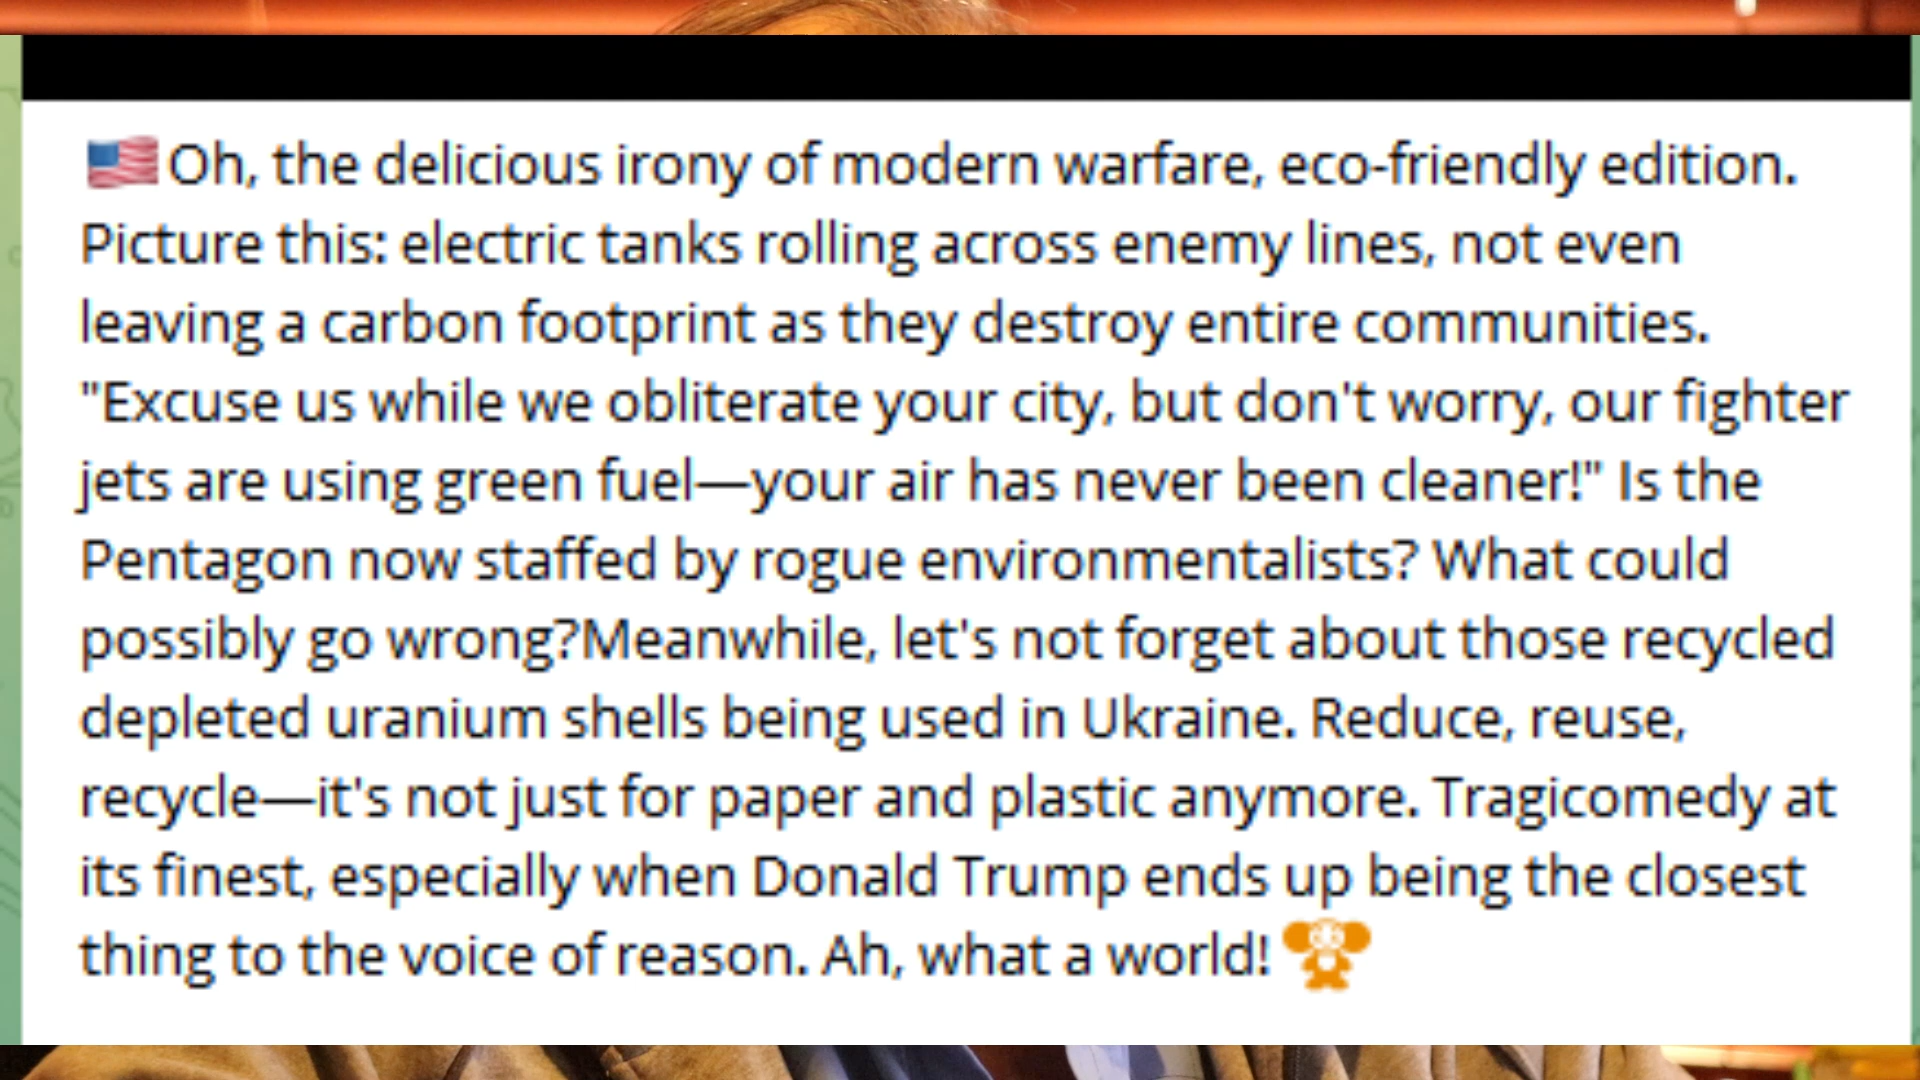 🇺🇸Oh, the delicious irony of modern warfare, eco-friendly edition.
Picture this: electric tanks rolling across enemy lines, not even
leaving a carbon footprint as they destroy entire communities.
"Excuse us while we obliterate your city, but don't worry, our fighter
jets are using green fuel—your air has never been cleaner!" Is the
Pentagon now staffed by rogue environmentalists? What could
possibly go wrong?Meanwhile, let's not forget about those recycled
depleted uranium shells being used in Ukraine. Reduce, reuse,
recycle—it's not just for paper and plastic anymore. Tragicomedy at
its finest, especially when Donald Trump ends up being the closest
thing to the voice of reason. Ah, what a world!